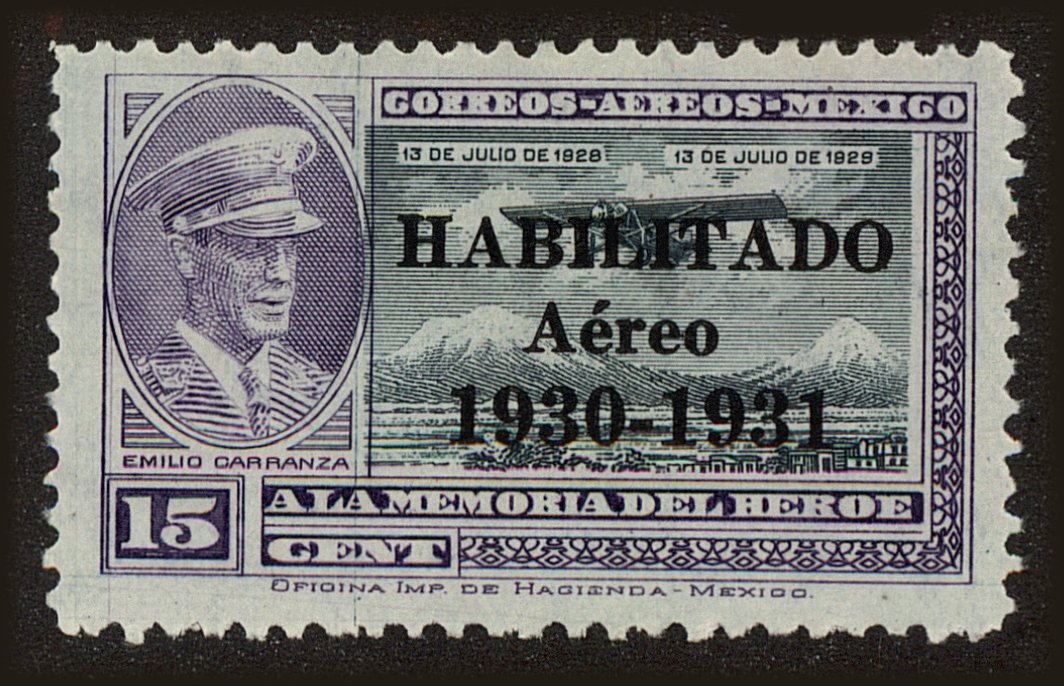 CORREOS-AEREOS-MEXICO
13 DE JULIO DE 1928 13 DE JULIO DE 1929
HABILITADO
Aéreo
1930-1931
EMILIO CARRANZA
15
A LA MEMORIA DEL HEROE
CENT
OFICINA IMP. DE HACIENDA-MEXICO.